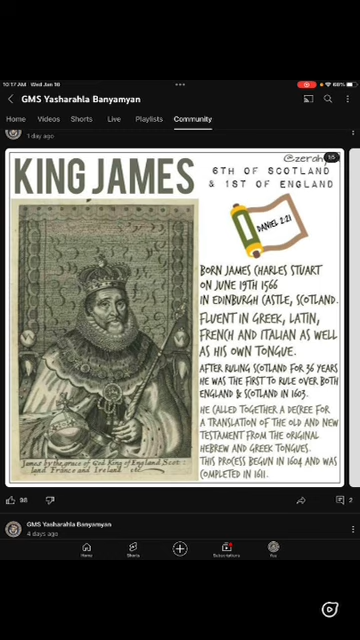 10:17 AM Wed Jan 18
68%
GMS Yasharahla Banyamyan
Home Videos Shorts Live Playlists Community
1 day ago
@zerah
1/5
KING JAMES
6TH OF SCOTLAND
& 1ST OF ENGLAND
DANIEL 2:21
BORN JAMES CHARLES STUART
ON JUNE 19TH 1566
IN EDINBURGH CASTLE, SCOTLAND.
FLUENT IN GREEK, LATIN,
FRENCH AND ITALIAN AS WELL
AS HIS OWN TONGUE.
AFTER RULING SCOTLAND FOR 36 YEARS
HE WAS THE FIRST TO RULE OVER BOTH
ENGLAND & SCOTLAND IN 1603.
HE CALLED TOGETHER A DECREE FOR
A TRANSLATION OF THE OLD AND NEW
TESTAMENT FROM THE ORIGINAL
HEBREW AND GREEK TONGUES.
THIS PROCESS BEGUN IN 1604 AND WAS
COMPLETED IN 1611.
James by the grace of God King of England Scot:
land France and Ireland etc.
98
2
GMS Yasharahla Banyamyan
4 days ago
Home Shorts Subscriptions You